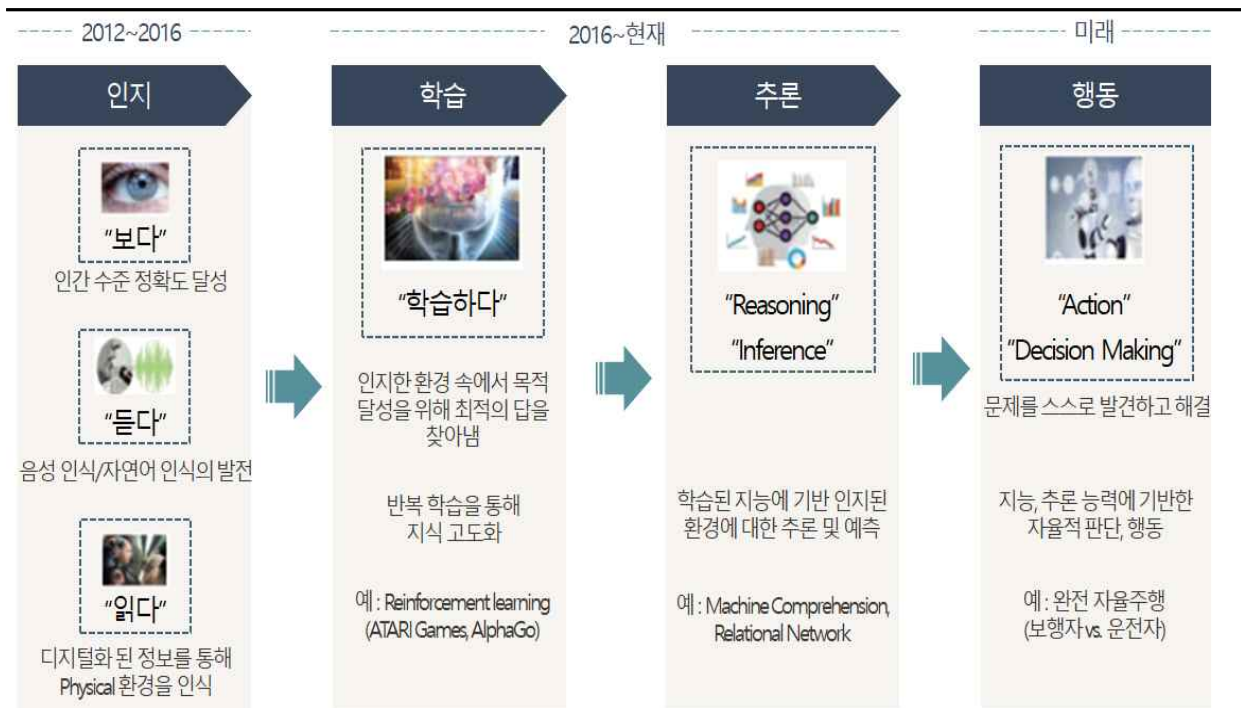 2012~2016
2016~현재
미래
인지
"보다"
인간 수준 정확도 달성
"듣다"
음성 인식/자연어 인식의 발전
"읽다"
디지털화 된 정보를 통해
Physical 환경을 인식
학습
"학습하다"
인지한 환경 속에서 목적
달성을 위해 최적의 답을
찾아냄
반복 학습을 통해
지식 고도화
예 : Reinforcement learning
(ATARI Games, AlphaGo)
추론
"Reasoning"
"Inference"
학습된 지능에 기반 인지된
환경에 대한 추론 및 예측
예 : Machine Comprehension,
Relational Network
행동
"Action"
"Decision Making"
문제를 스스로 발견하고 해결
지능, 추론 능력에 기반한
자율적 판단, 행동
예 : 완전 자율주행
(보행자 vs. 운전자)